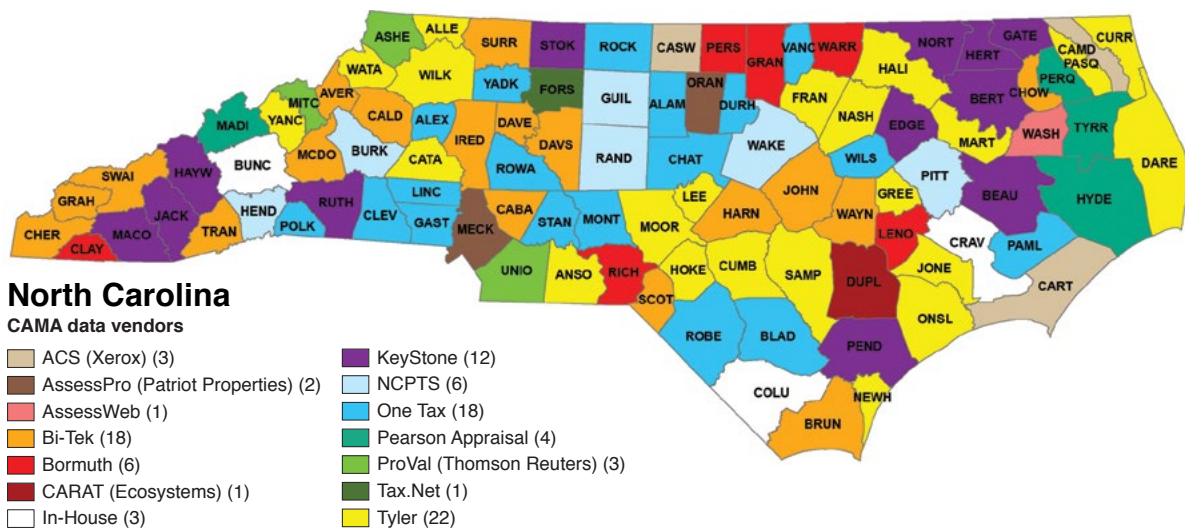 ASHE ALLE SURR STOK ROCK CASW PERS GRAN VANC WARR NORT HERT GATE CAMD PASQ CURR
WATA WILK YADK FORS GUIL ALAM ORAN DURH FRAN HALI BERT CHOW PERQ
MITC AVER YANC CALD ALEX IRED DAVE DAVS NASH EDGE MART WASH TYRR DARE
MADI BUNC MCDO BURK CATA ROWA RAND CHAT WAKE WILS PITT BEAU HYDE
SWAI HAYW GRAH JACK HEND RUTH CLEV LINC GAST CABA STAN MONT LEE HARN JOHN WAYN GREE
CHER CLAY MACO TRAN POLK MECK MOOR LENO CRAV PAML
UNIO ANSO RICH SCOT HOKE CUMB SAMP DUPL JONE CART
ROBE BLAD PEND ONSL
COLU BRUN NEWH
North Carolina
CAMA data vendors
ACS (Xerox) (3)
AssessPro (Patriot Properties) (2)
AssessWeb (1)
Bi-Tek (18)
Bormuth (6)
CARAT (Ecosystems) (1)
In-House (3)
KeyStone (12)
NCPTS (6)
One Tax (18)
Pearson Appraisal (4)
ProVal (Thomson Reuters) (3)
Tax.Net (1)
Tyler (22)